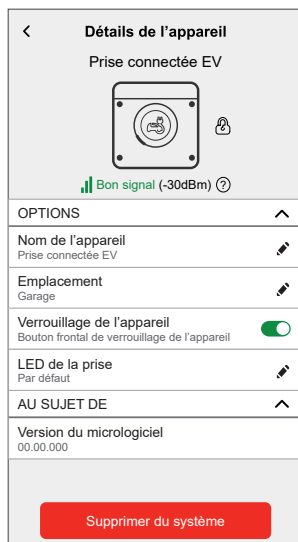 Détails de l’appareil
Prise connectée EV
Bon signal (-30dBm) ?
OPTIONS
Nom de l’appareil
Prise connectée EV
Emplacement
Garage
Verrouillage de l’appareil
Bouton frontal de verrouillage de l’appareil
LED de la prise
Par défaut
AU SUJET DE
Version du micrologiciel
00.00.000
Supprimer du système